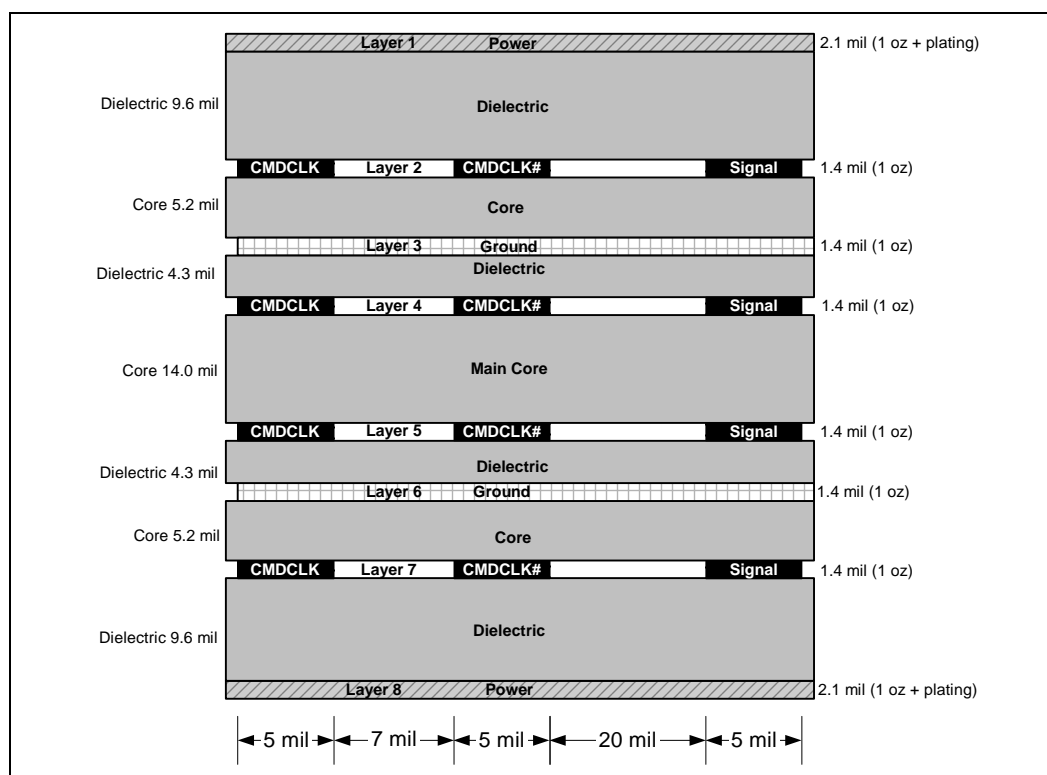 Layer 1 Power 2.1 mil (1 oz + plating)
Dielectric 9.6 mil Dielectric
CMDCLK Layer 2 CMDCLK# Signal 1.4 mil (1 oz)
Core 5.2 mil Core
Layer 3 Ground 1.4 mil (1 oz)
Dielectric 4.3 mil Dielectric
CMDCLK Layer 4 CMDCLK# Signal 1.4 mil (1 oz)
Core 14.0 mil Main Core
CMDCLK Layer 5 CMDCLK# Signal 1.4 mil (1 oz)
Dielectric 4.3 mil Dielectric
Layer 6 Ground 1.4 mil (1 oz)
Core 5.2 mil Core
CMDCLK Layer 7 CMDCLK# Signal 1.4 mil (1 oz)
Dielectric 9.6 mil Dielectric
Layer 8 Power 2.1 mil (1 oz + plating)
5 mil 7 mil 5 mil 20 mil 5 mil